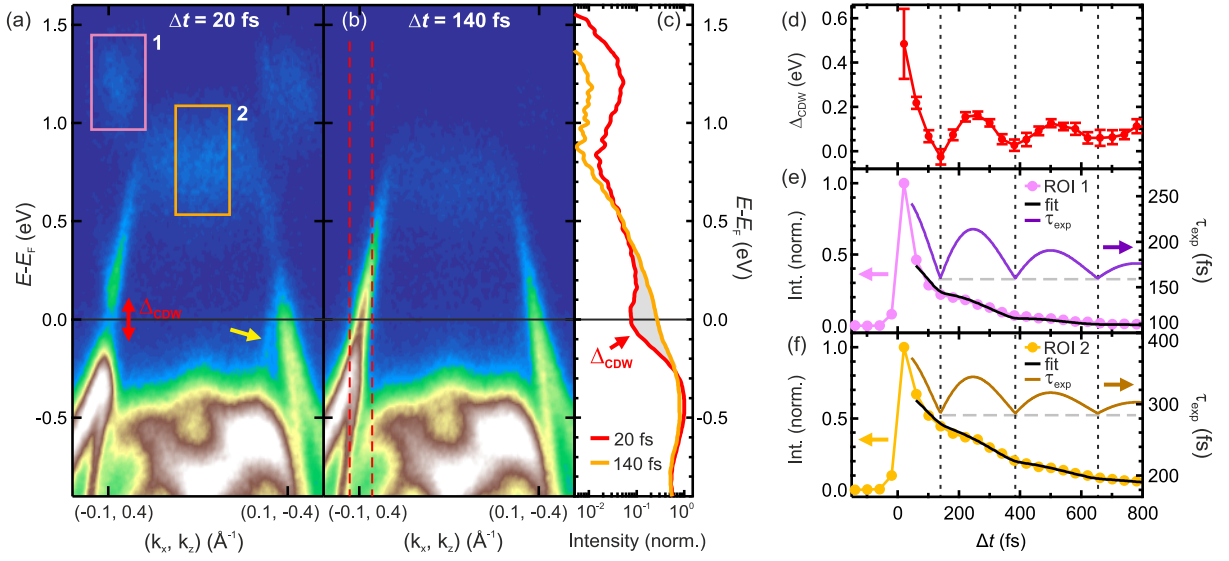 (a) Δt = 20 fs
(b) Δt = 140 fs
(c)
1
2
1.5
1.0
0.5
0.0
-0.5
E-E_F (eV)
Δ_CDW
(-0.1, 0.4) (0.1, -0.4)
(k_x, k_z) (Å⁻¹)
(-0.1, 0.4) (0.1, -0.4)
(k_x, k_z) (Å⁻¹)
Δ_CDW
20 fs
140 fs
10⁻² 10⁻¹ 10⁰
Intensity (norm.)
1.5
1.0
0.5
0.0
-0.5
E-E_F (eV)
(d)
0.6
0.4
0.2
0.0
Δ_CDW (eV)
(e)
ROI 1
fit
τ_exp
1.0
0.5
0.0
Int. (norm.)
250
200
150
100
τ_exp (fs)
(f)
ROI 2
fit
τ_exp
1.0
0.5
0.0
Int. (norm.)
400
300
200
τ_exp (fs)
0 200 400 600 800
Δt (fs)